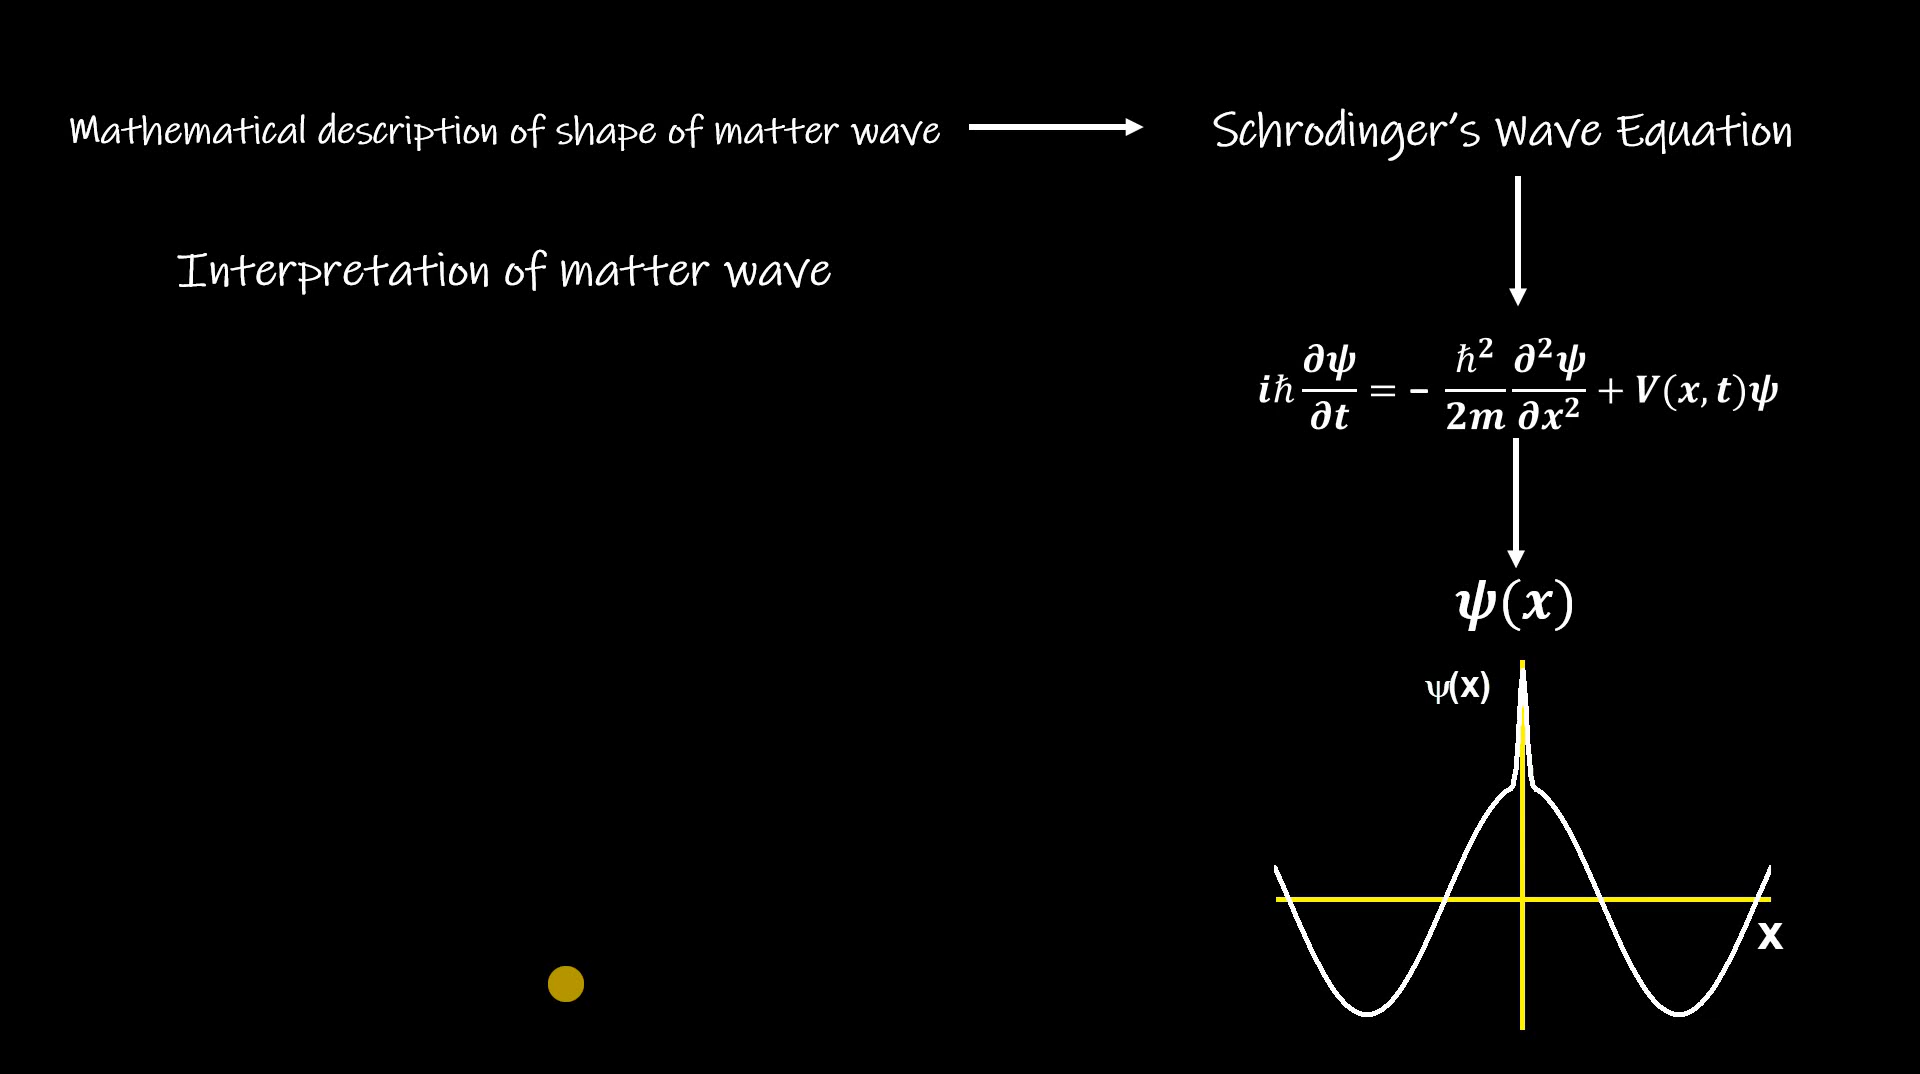 Mathematical description of shape of matter wave
Schrodinger's Wave Equation
Interpretation of matter wave
iℏ ∂ψ/∂t = - ℏ²/2m ∂²ψ/∂x² + V(x,t)ψ
ψ(x)
ψ(x)
x